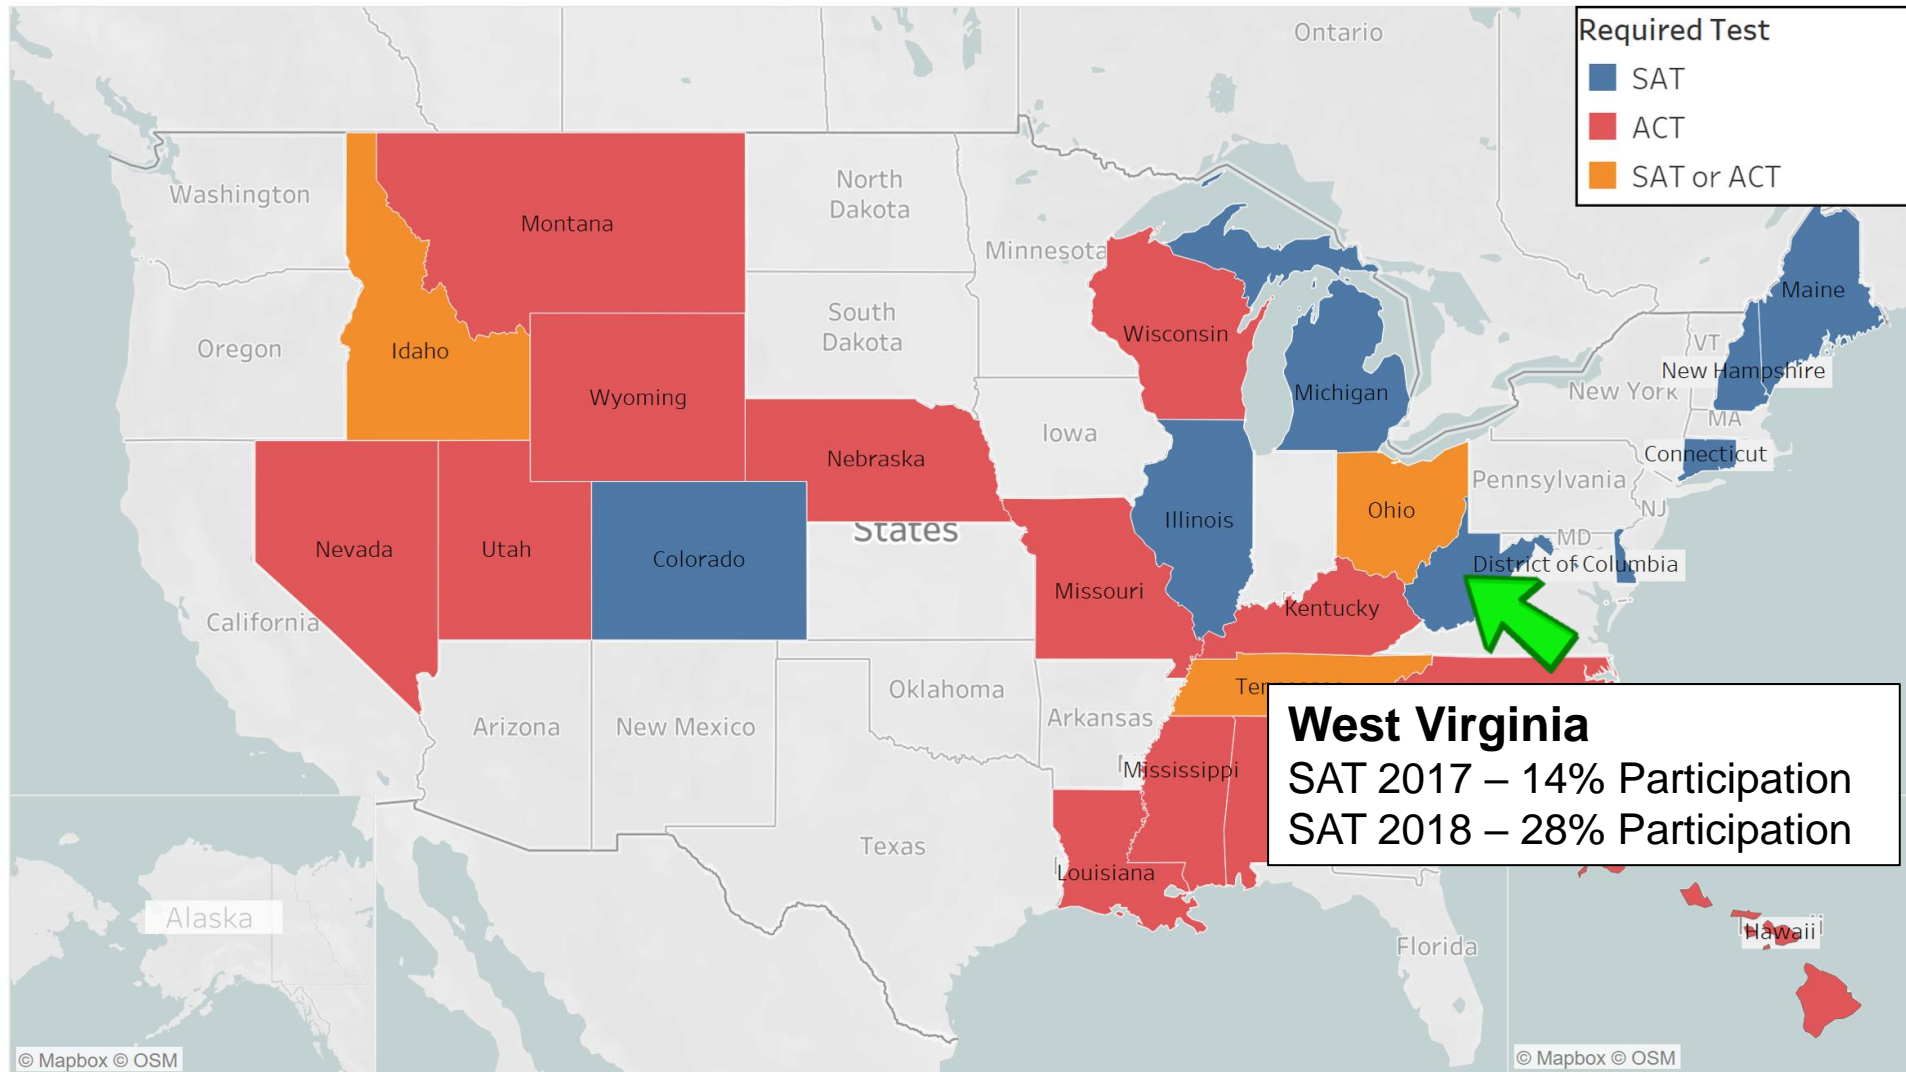 Required Test
SAT
ACT
SAT or ACT
Ontario
Washington
Montana
North
Dakota
Minnesota
Maine
Oregon
Idaho
South
Dakota
Wisconsin
VT
New Hampshire
Wyoming
Michigan
New York
MA
Iowa
Nebraska
Connecticut
Pennsylvania
NJ
Illinois
Ohio
States
Nevada
Utah
Colorado
MD
District of Columbia
Missouri
Kentucky
California
Oklahoma
Arkansas
Arizona
New Mexico
Mississippi
West Virginia
SAT 2017 – 14% Participation
SAT 2018 – 28% Participation
Texas
Louisiana
Alaska
Florida
Hawaii
© Mapbox © OSM
© Mapbox © OSM